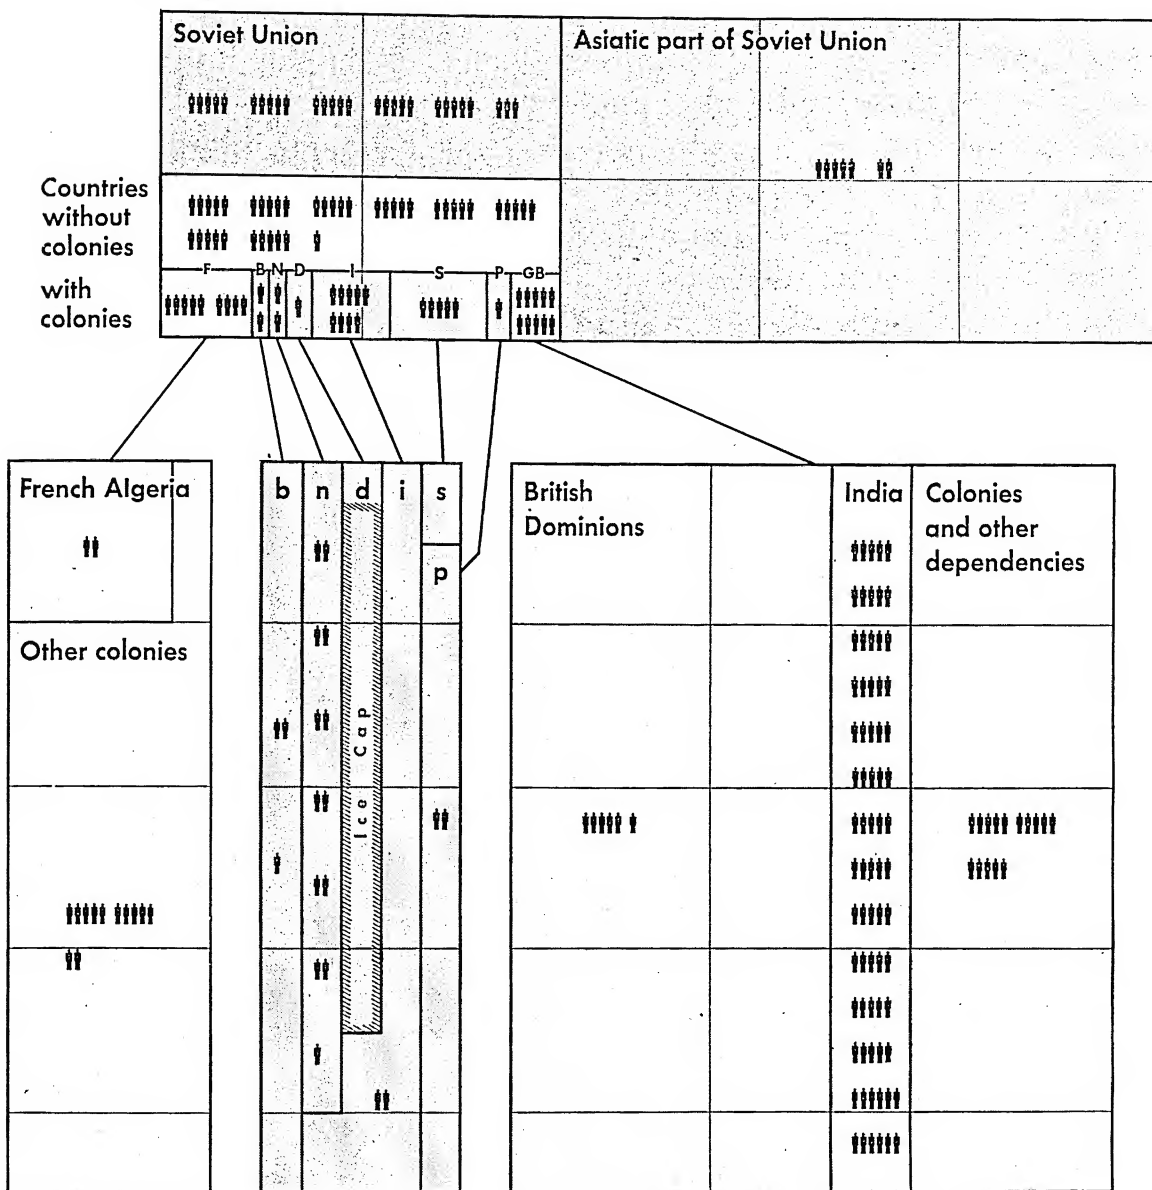 Soviet Union
Asiatic part of Soviet Union
Countries
without
colonies
with
colonies
F B N D I S P GB
French Algeria
Other colonies
b n d i s
p
Ice Cap
British
Dominions
India
Colonies
and other
dependencies